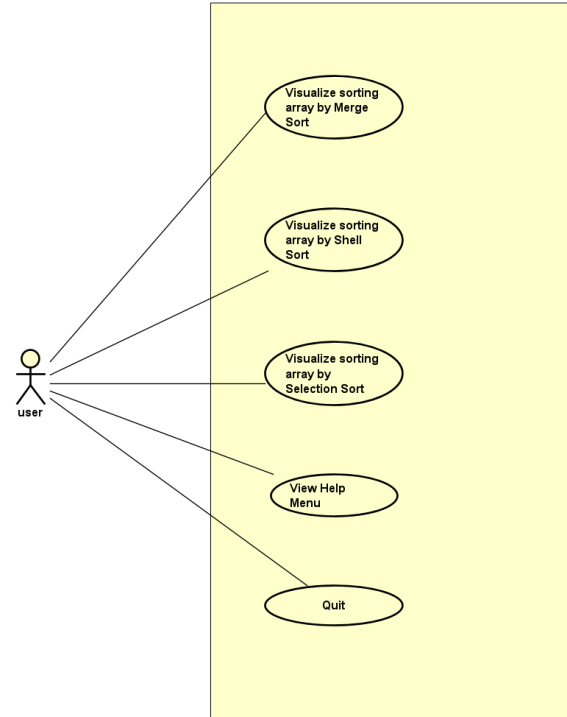 Visualize sorting
array by Merge
Sort
Visualize sorting
array by Shell
Sort
Visualize sorting
array by
Selection Sort
user
View Help
Menu
Quit